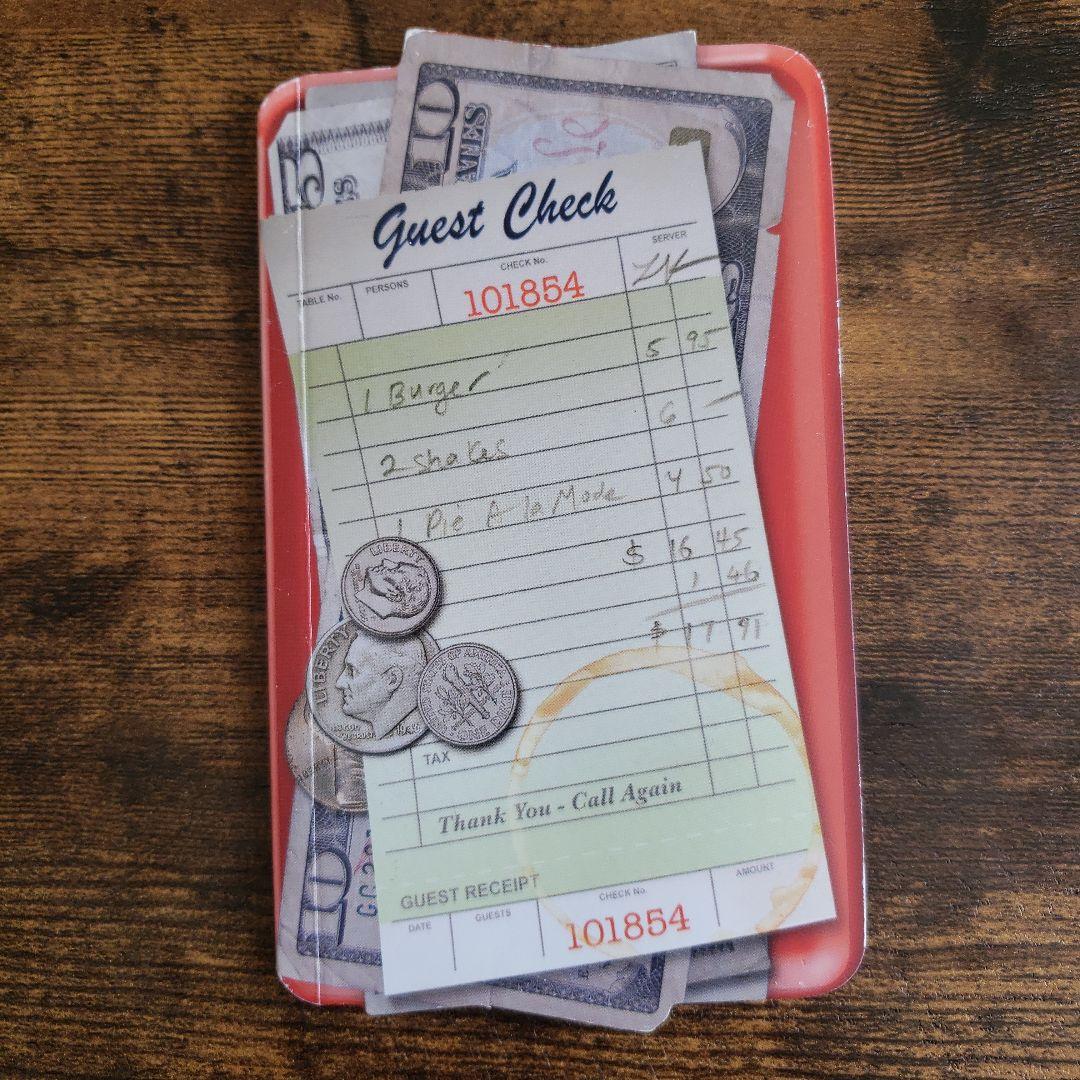 10
Guest Check
TABLE No.
PERSONS
CHECK No.
SERVER
101854
1 Burger 5 95
2 Shakes 6 —
1 Pie A la Mode 4 50
$ 16 45
1 46
$ 17 91
LIBERTY
LIBERTY
TAX
Thank You - Call Again
GUEST RECEIPT
DATE
GUESTS
CHECK No.
AMOUNT
101854
10